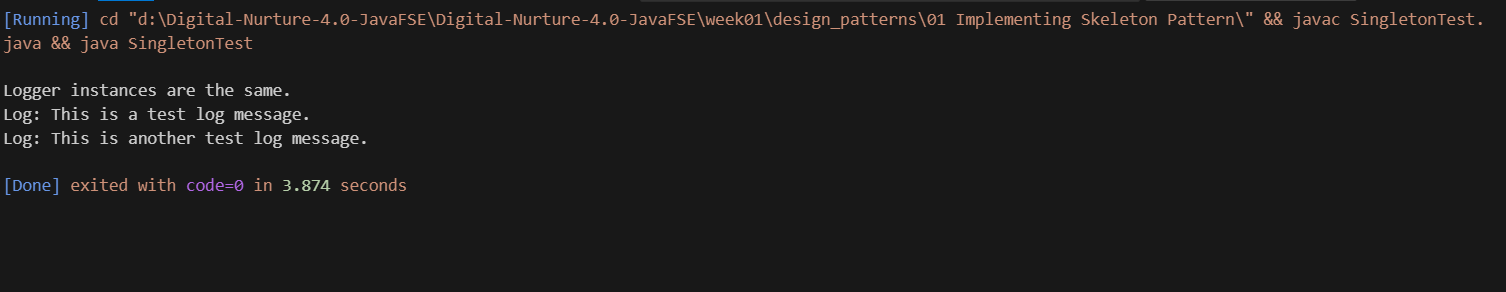 [Running] cd "d:\Digital-Nurture-4.0-JavaFSE\Digital-Nurture-4.0-JavaFSE\week01\design_patterns\01 Implementing Skeleton Pattern\" && javac SingletonTest.
java && java SingletonTest
Logger instances are the same.
Log: This is a test log message.
Log: This is another test log message.
[Done] exited with code=0 in 3.874 seconds